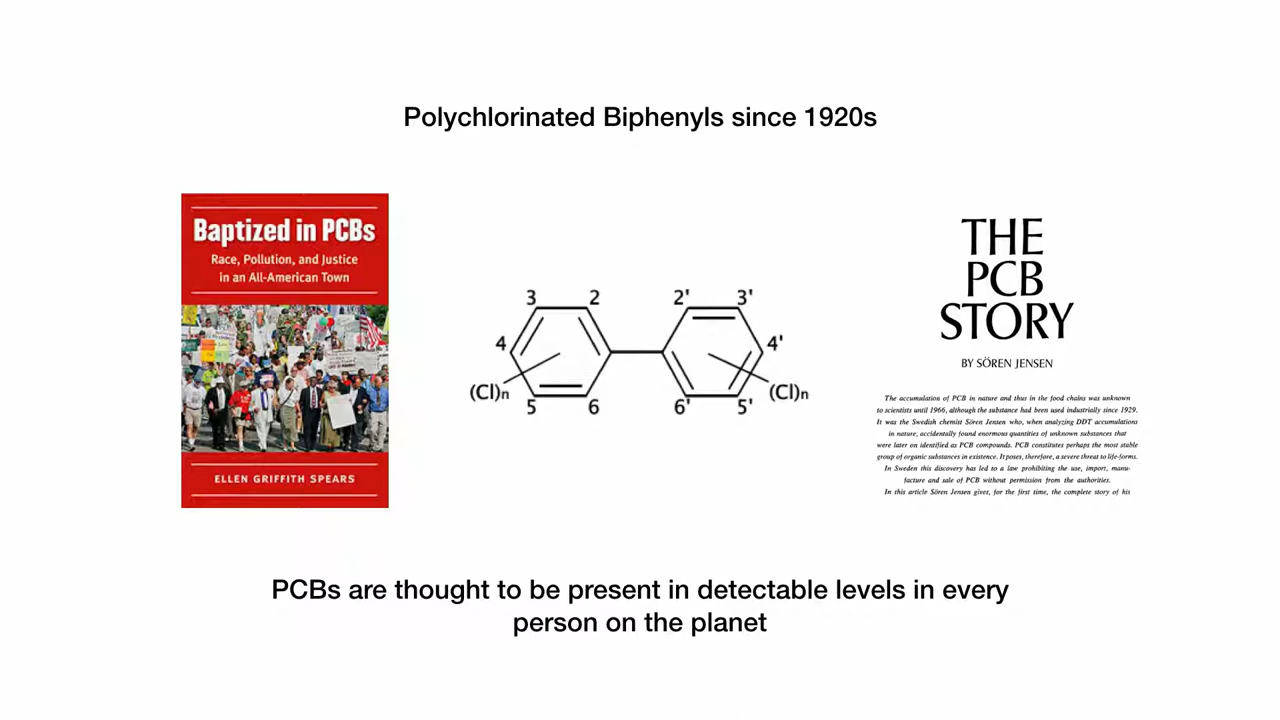 Polychlorinated Biphenyls since 1920s
Baptized in PCBs
Race, Pollution, and Justice
in an All-American Town
ELLEN GRIFFITH SPEARS
3 2 2' 3'
4 4'
(Cl)n (Cl)n
5 6 6' 5'
THE
PCB
STORY
BY SÖREN JENSEN
The accumulation of PCB in nature and thus in the food chains was unknown
to scientists until 1966, although the substance had been used industrially since 1929.
It was the Swedish chemist Sören Jensen who, when analyzing DDT accumulations
in nature, accidentally found enormous quantities of unknown substances that
were later on identified as PCB compounds. PCB constitutes perhaps the most stable
group of organic substances in existence. It poses, therefore, a severe threat to life-forms.
In Sweden this discovery has led to a law prohibiting the use, import, manu-
facture and sale of PCB without permission from the authorities.
In this article Sören Jensen gives, for the first time, the complete story of his
PCBs are thought to be present in detectable levels in every
person on the planet